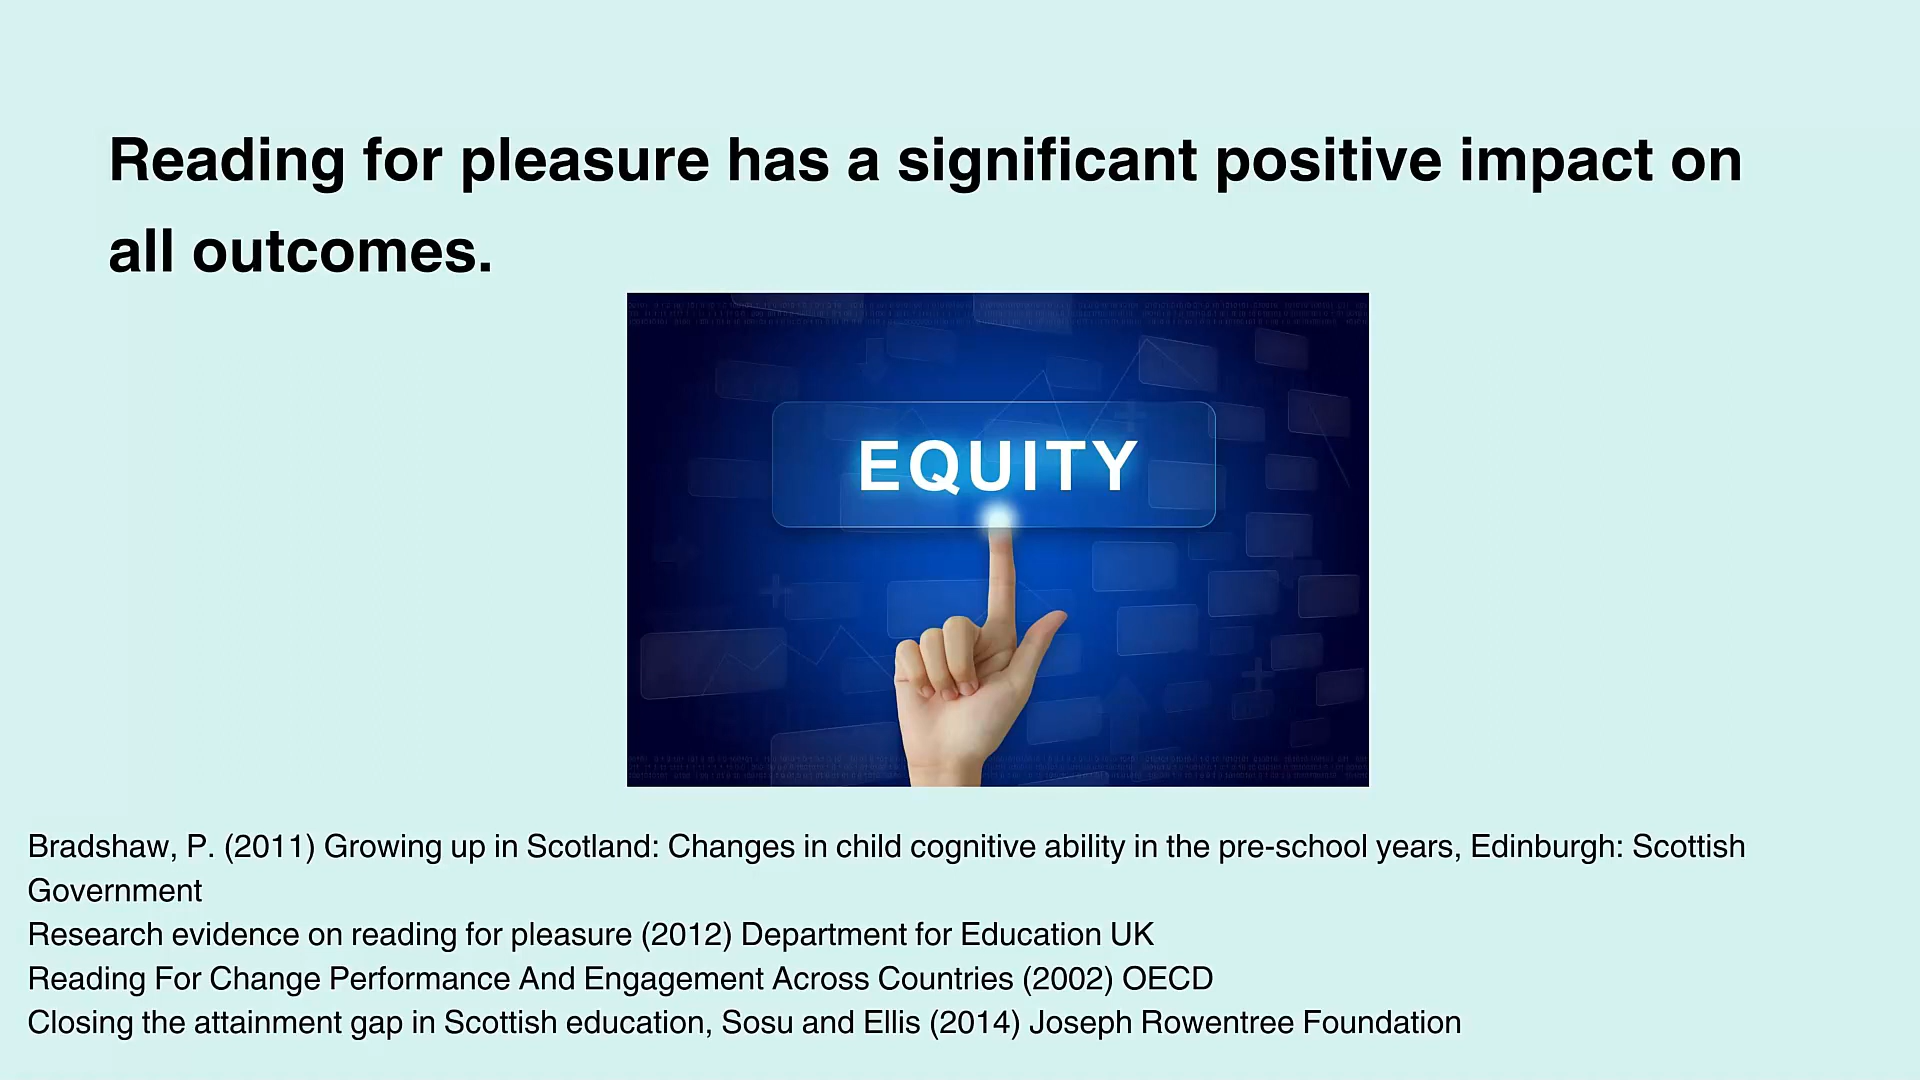 Reading for pleasure has a significant positive impact on
all outcomes.
EQUITY
Bradshaw, P. (2011) Growing up in Scotland: Changes in child cognitive ability in the pre-school years, Edinburgh: Scottish
Government
Research evidence on reading for pleasure (2012) Department for Education UK
Reading For Change Performance And Engagement Across Countries (2002) OECD
Closing the attainment gap in Scottish education, Sosu and Ellis (2014) Joseph Rowentree Foundation